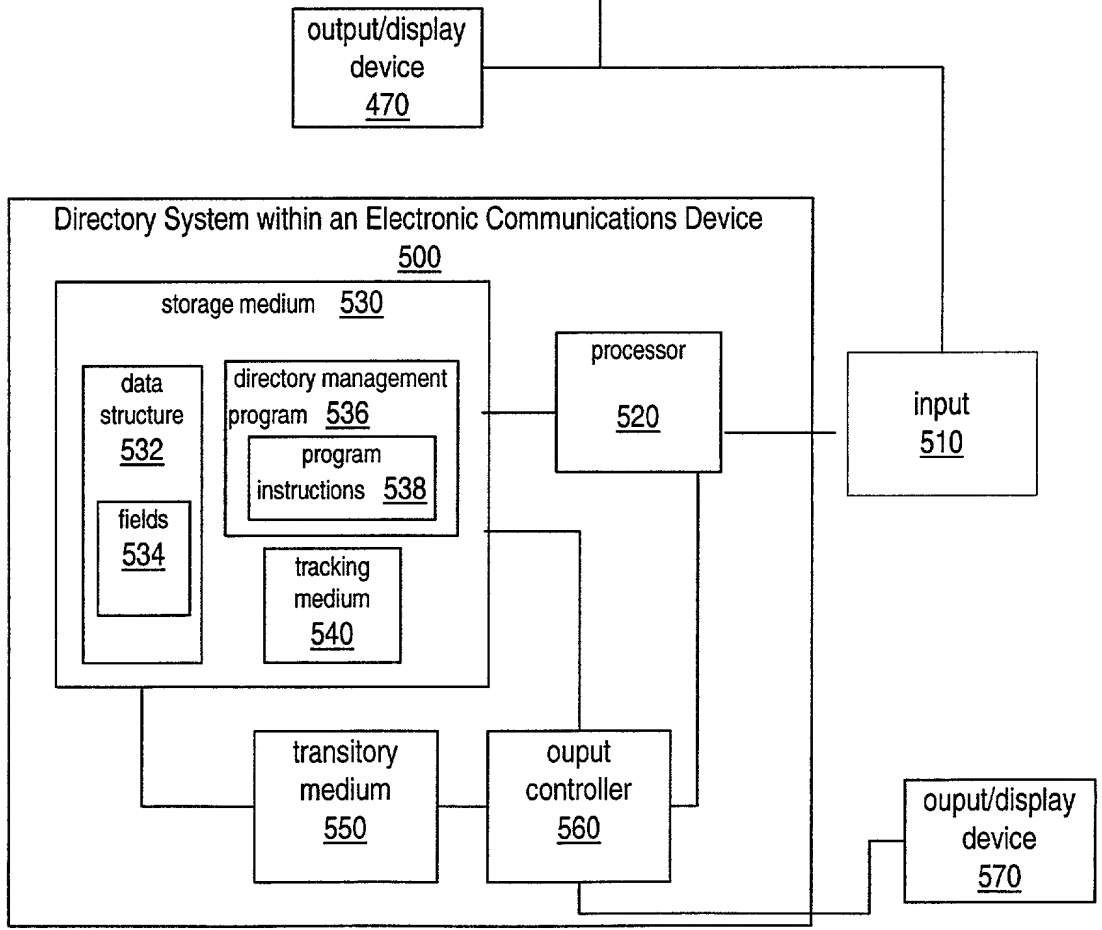 output/display
device
470
Directory System within an Electronic Communications Device
500
storage medium 530
data
structure
532
fields
534
directory management
program 536
program
instructions 538
tracking
medium
540
processor
520
input
510
transitory
medium
550
ouput
controller
560
ouput/display
device
570